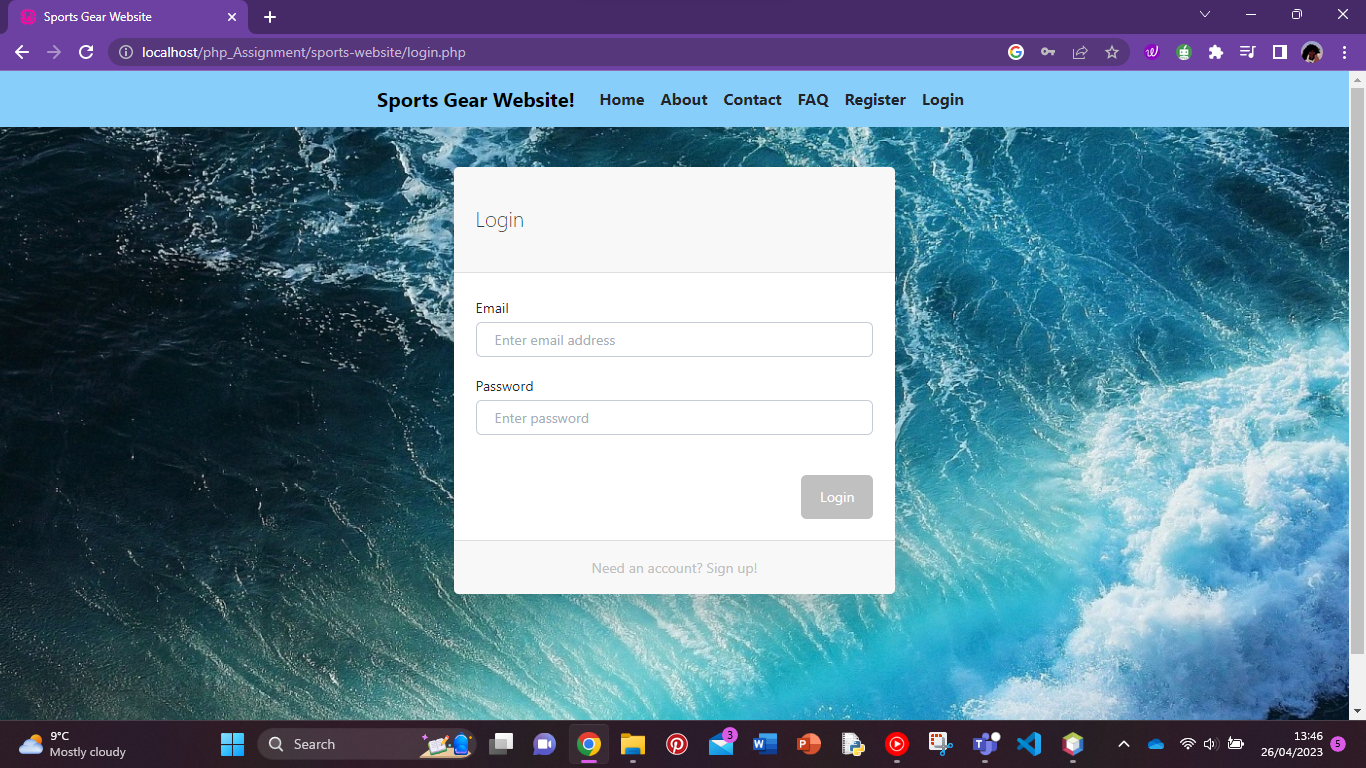 Sports Gear Website
localhost/php_Assignment/sports-website/login.php
Sports Gear Website! Home About Contact FAQ Register Login
Login
Email
Enter email address
Password
Enter password
Login
Need an account? Sign up!
9°C
Mostly cloudy
Search
3
13:46
26/04/2023
5